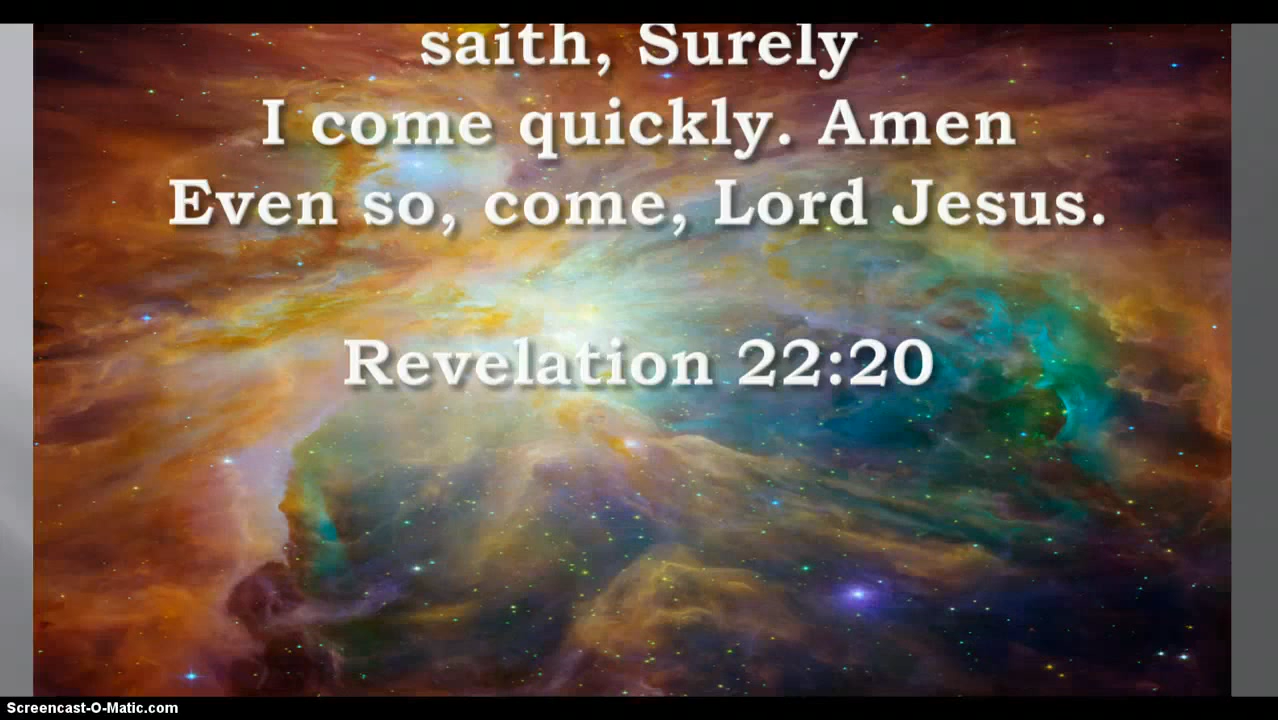 saith, Surely
I come quickly. Amen
Even so, come, Lord Jesus.
Revelation 22:20
Screencast-O-Matic.com